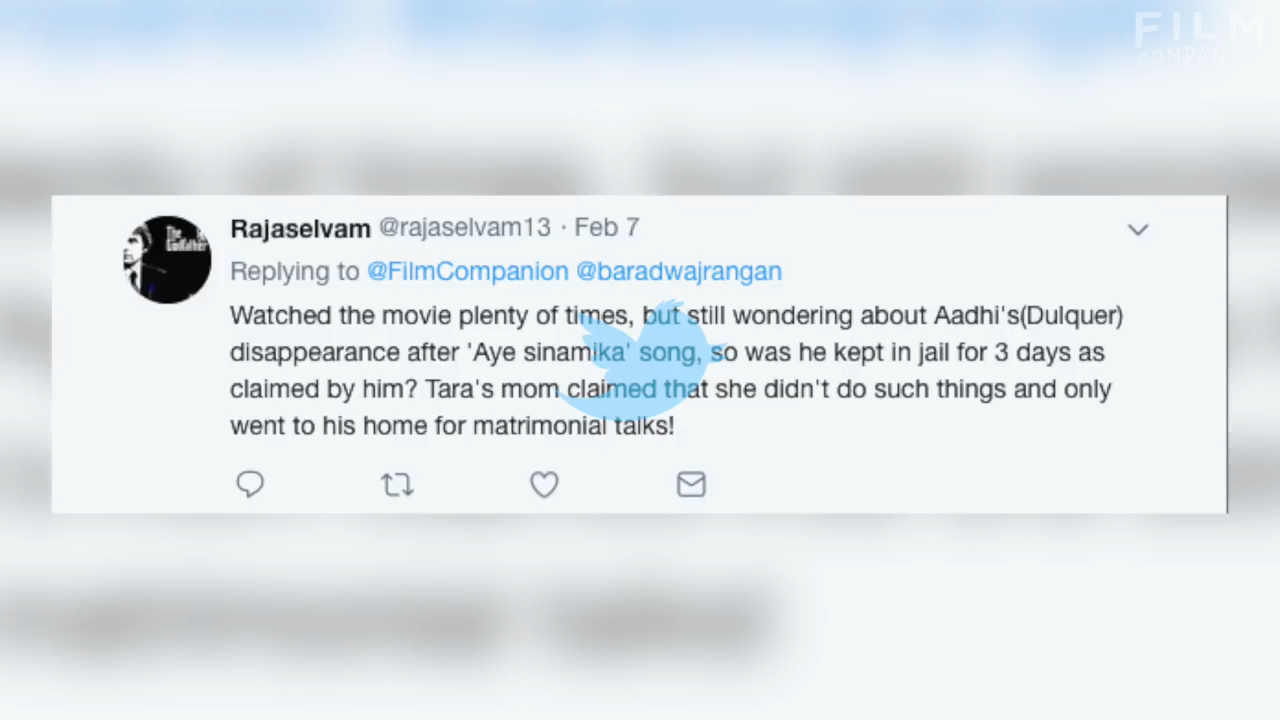 FILM
COMPANION
The
Godfather
Rajaselvam @rajaselvam13 · Feb 7
Replying to @FilmCompanion @baradwajrangan
Watched the movie plenty of times, but still wondering about Aadhi's(Dulquer)
disappearance after 'Aye sinamika' song, so was he kept in jail for 3 days as
claimed by him? Tara's mom claimed that she didn't do such things and only
went to his home for matrimonial talks!